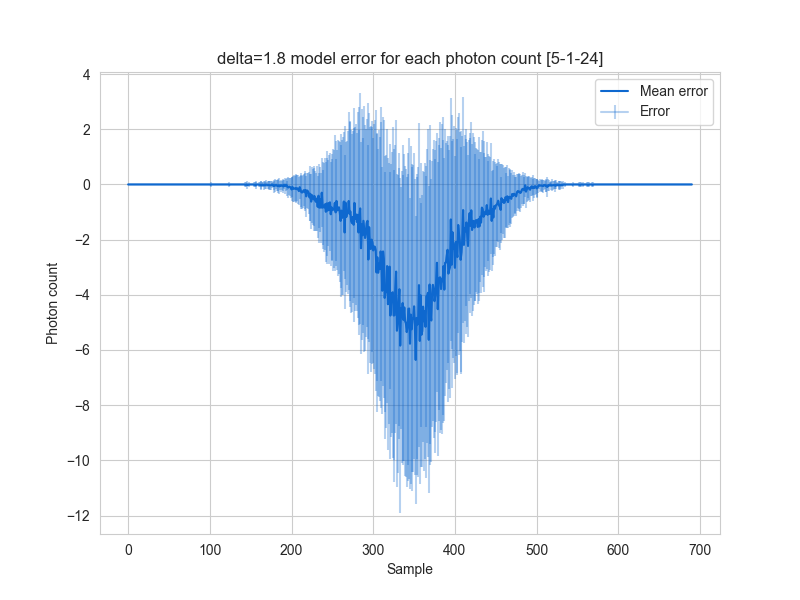 delta=1.8 model error for each photon count [5-1-24]
Mean error
Error
4
2
0
−2
−4
−6
−8
−10
−12
Photon count
0 100 200 300 400 500 600 700
Sample